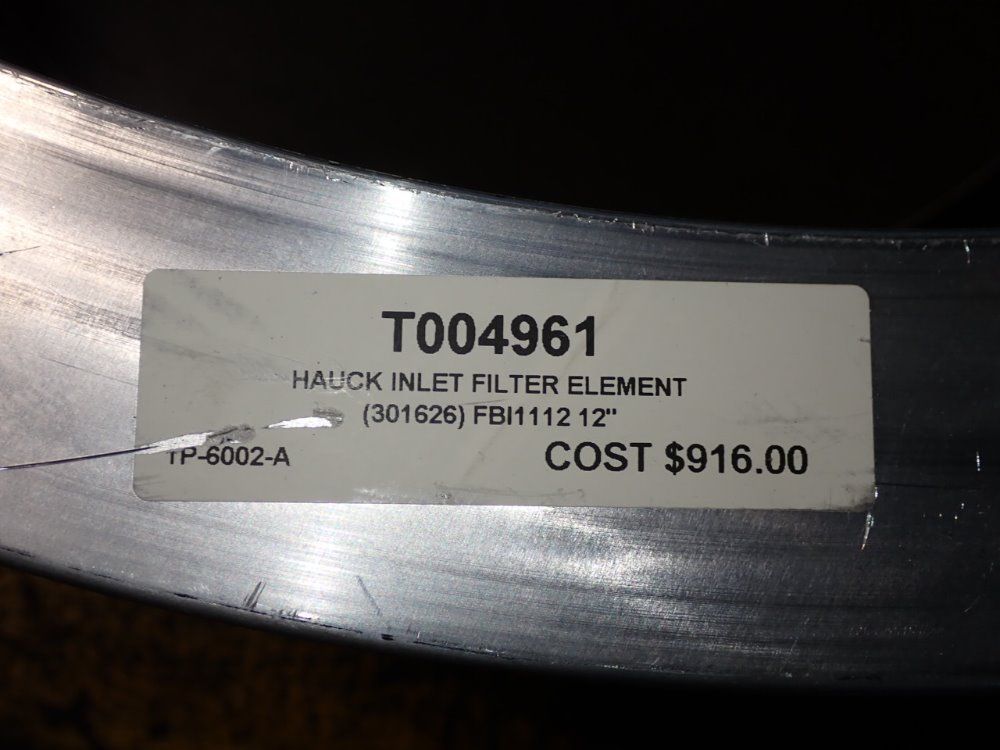 T004961
HAUCK INLET FILTER ELEMENT
(301626) FBI1112 12"
TP-6002-A COST $916.00